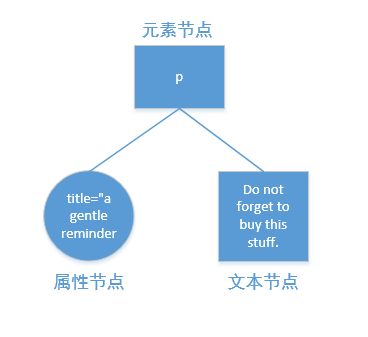 元素节点
p
title="a
gentle
reminder
Do not
forget to
buy this
stuff.
属性节点
文本节点